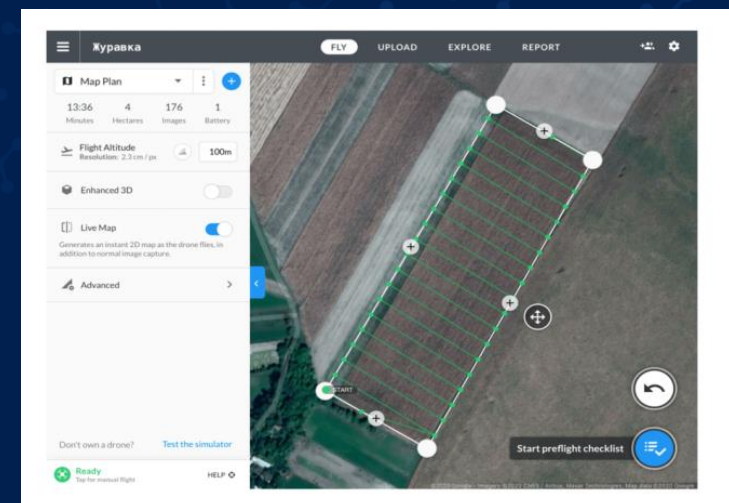 Журавка
FLY UPLOAD EXPLORE REPORT
Map Plan
13:36 4 176 1
Minutes Hectares Images Battery
Flight Altitude
Resolution: 2.3 cm / px
100m
Enhanced 3D
Live Map
Generates an instant 2D map as the drone flies, in
addition to normal image capture.
Advanced
START
Don't own a drone? Test the simulator
Start preflight checklist
Ready
Tap for manual flight
HELP